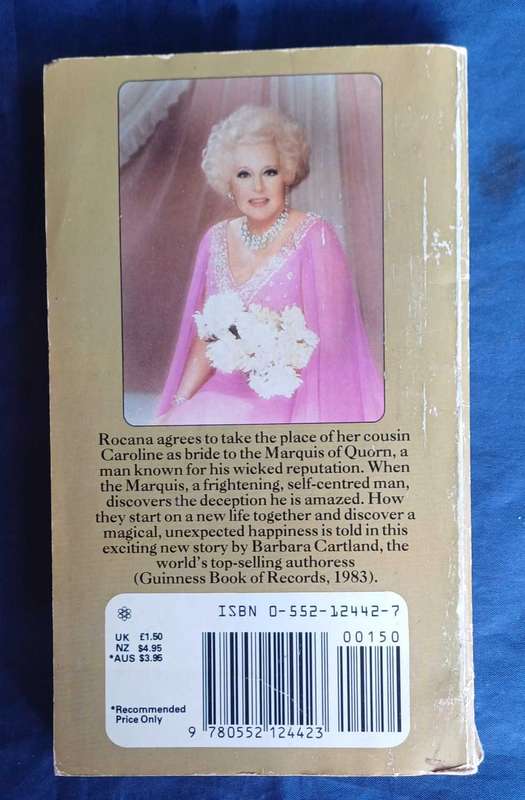 Rocana agrees to take the place of her cousin
Caroline as bride to the Marquis of Quorn, a
man known for his wicked reputation. When
the Marquis, a frightening, self-centred man,
discovers the deception he is amazed. How
they start on a new life together and discover a
magical, unexpected happiness is told in this
exciting new story by Barbara Cartland, the
world's top-selling authoress
(Guinness Book of Records, 1983).
ISBN 0-552-12442-7
UK £1.50
NZ $4.95
*AUS $3.95
00150
*Recommended
Price Only
9 780552 124423